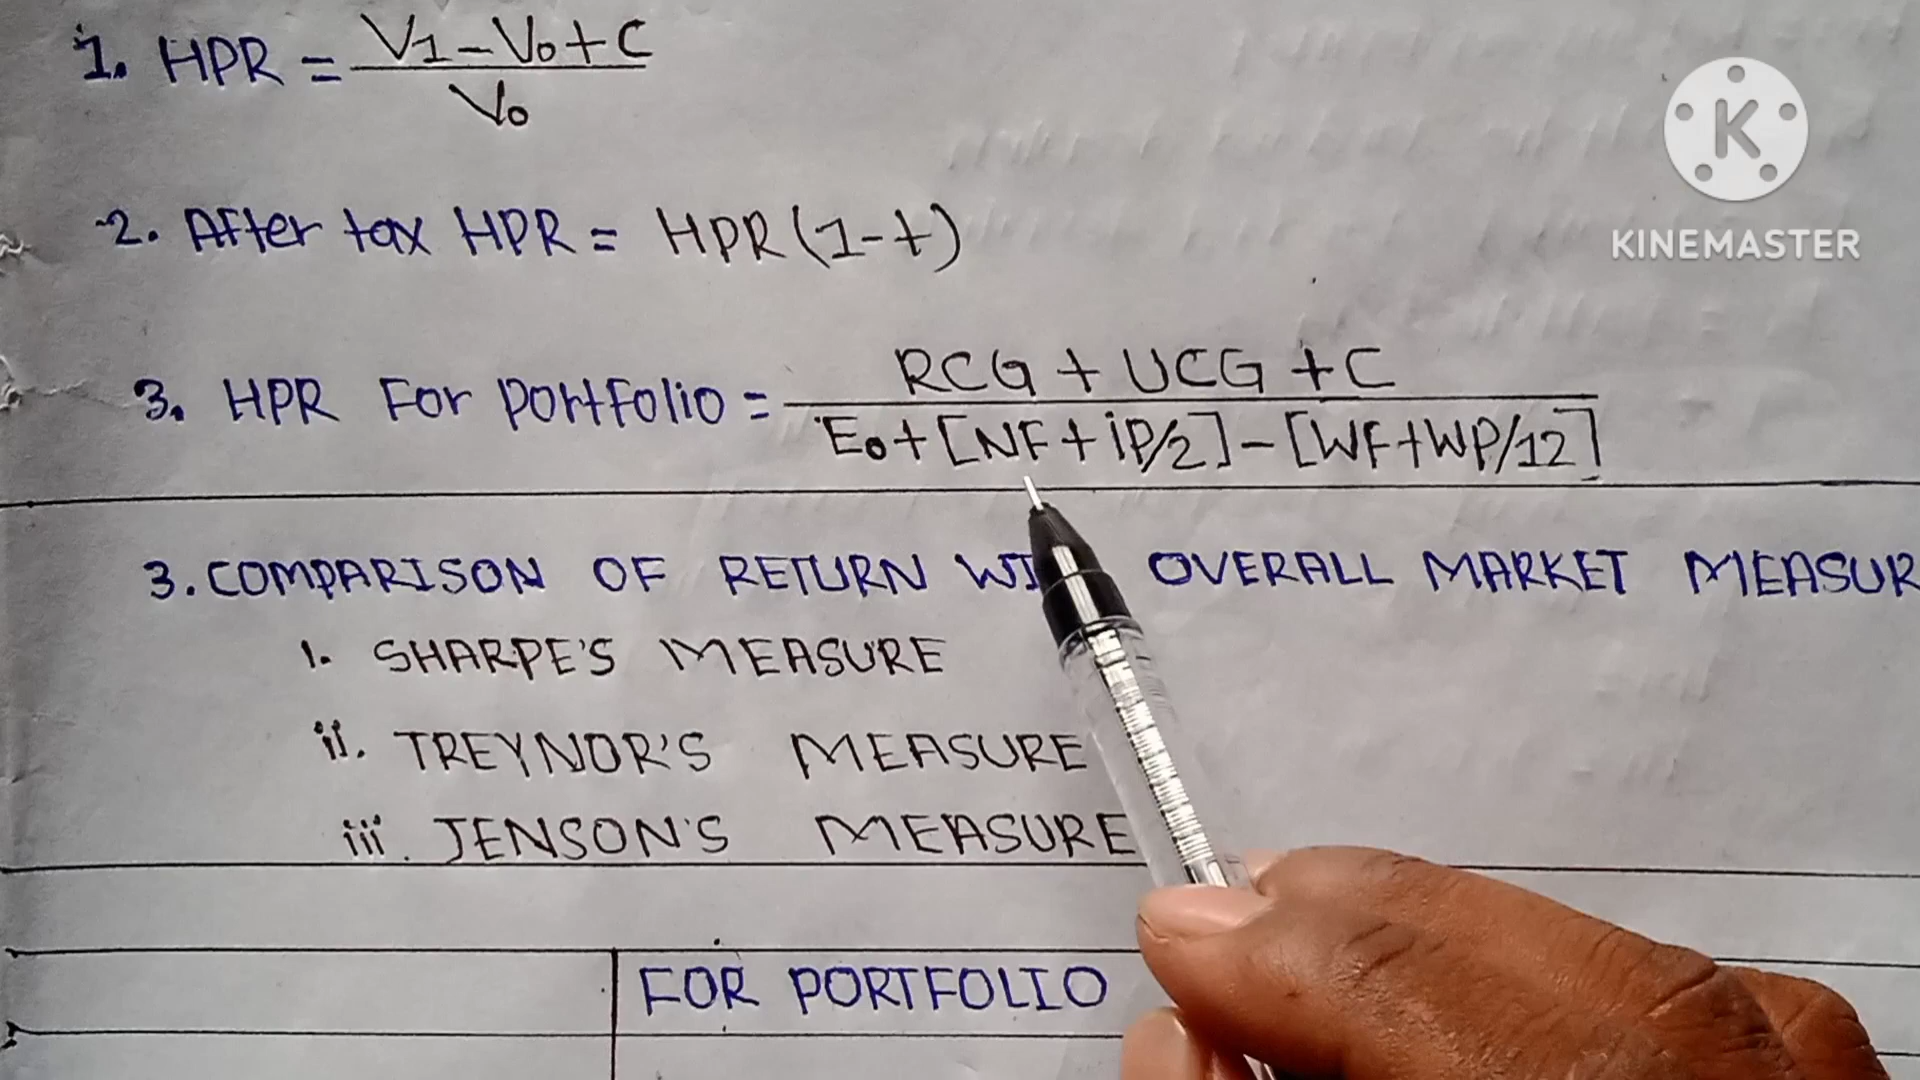 1. HPR = V1 - V0 + C / V0
K
KINEMASTER
2. After tax HPR = HPR (1-t)
3. HPR For Portfolio = RCG + UCG + C / E0 + [NF + iP/2] - [WF + WP/12]
3. COMPARISON OF RETURN OVERALL MARKET MEASUR
i. SHARPE'S MEASURE
ii. TREYNOR'S MEASURE
iii. JENSON'S MEASURE
FOR PORTFOLIO